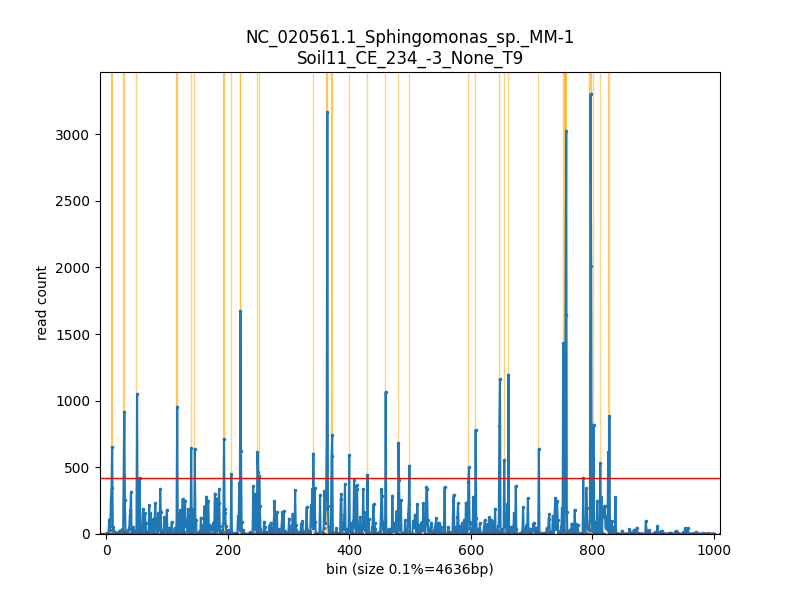 NC_020561.1_Sphingomonas_sp._MM-1
Soil11_CE_234_-3_None_T9
3000
2500
2000
1500
1000
500
0
read count
0 200 400 600 800 1000
bin (size 0.1%=4636bp)